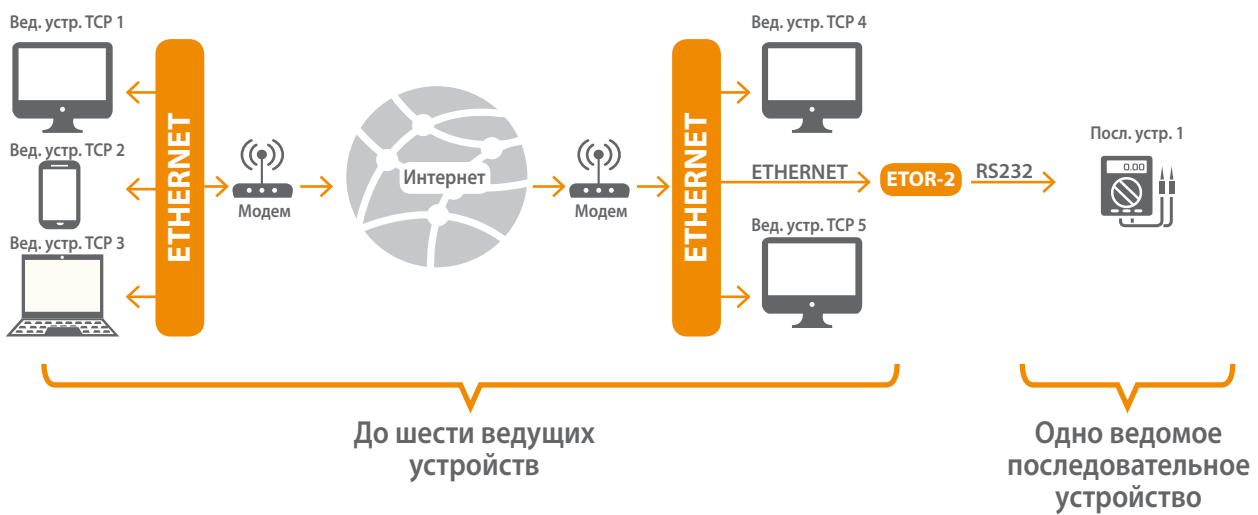 Вед. устр. TCP 1
Вед. устр. TCP 2
Вед. устр. TCP 3
ETHERNET
Модем
Интернет
Модем
ETHERNET
Вед. устр. TCP 4
ETHERNET
ETOR-2
RS232
Вед. устр. TCP 5
Посл. устр. 1
0.00
До шести ведущих
устройств
Одно ведомое
последовательное
устройство